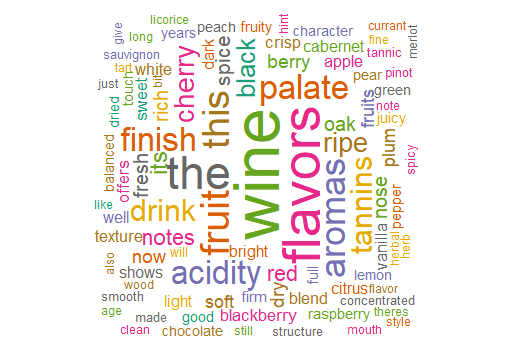 licorice
hint
give
long
years
peach
fruity
character
currant
fine
sauvignon
dark
spice
crisp
cabernet
tannic
merlot
tart
white
cherry
black
berry
apple
just
touch
sweet
rich
bit
palate
pear
pinot
green
note
dried
this
wine
flavors
oak
fruits
juicy
finish
ripe
balanced
fresh
its
the
aromas
tannins
plum
spicy
offers
nose
vanilla
pepper
herbal
herb
like
well
drink
fruit
texture
notes
bright
also
now
will
shows
acidity
red
dry
full
lemon
wood
citrus
flavor
smooth
light
soft
firm
blend
concentrated
age
made
good
blackberry
raspberry
theres
style
clean
chocolate
still
structure
mouth